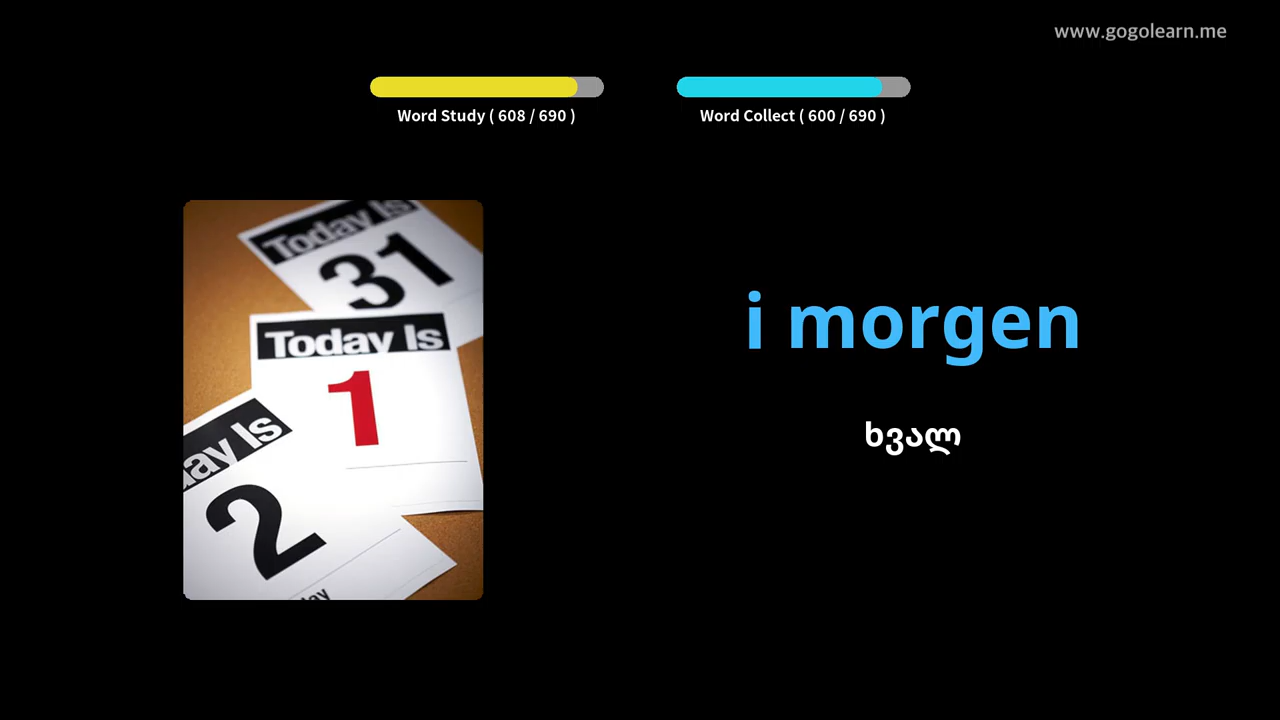 www.gogolearn.me
Word Study ( 608 / 690 )
Word Collect ( 600 / 690 )
Today Is
31
Today Is
1
day Is
2
i morgen
ხვალ